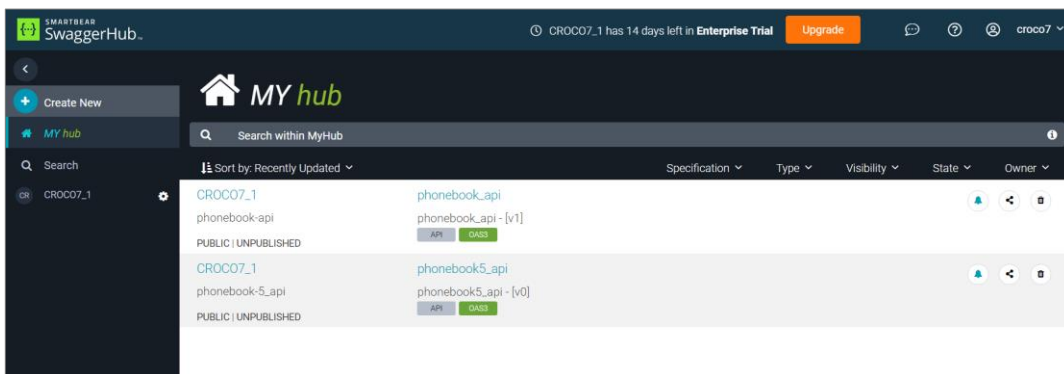 SMARTBEAR
SwaggerHub™
CROCO7_1 has 14 days left in Enterprise Trial
Upgrade
croco7
Create New
MY hub
Search
CR CROCO7_1
MY hub
Search within MyHub
Sort by: Recently Updated
Specification Type Visibility State Owner
CROCO7_1 phonebook_api
phonebook-api phonebook_api - [v1]
API OAS3
PUBLIC | UNPUBLISHED
CROCO7_1 phonebook5_api
phonebook-5_api phonebook5_api - [v0]
API OAS3
PUBLIC | UNPUBLISHED